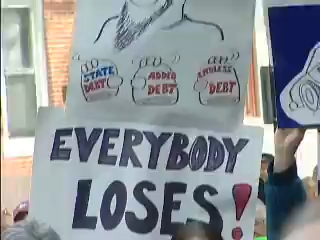 STATE DEBT
ADDED DEBT
ENDLESS DEBT
EVERYBODY
LOSES!